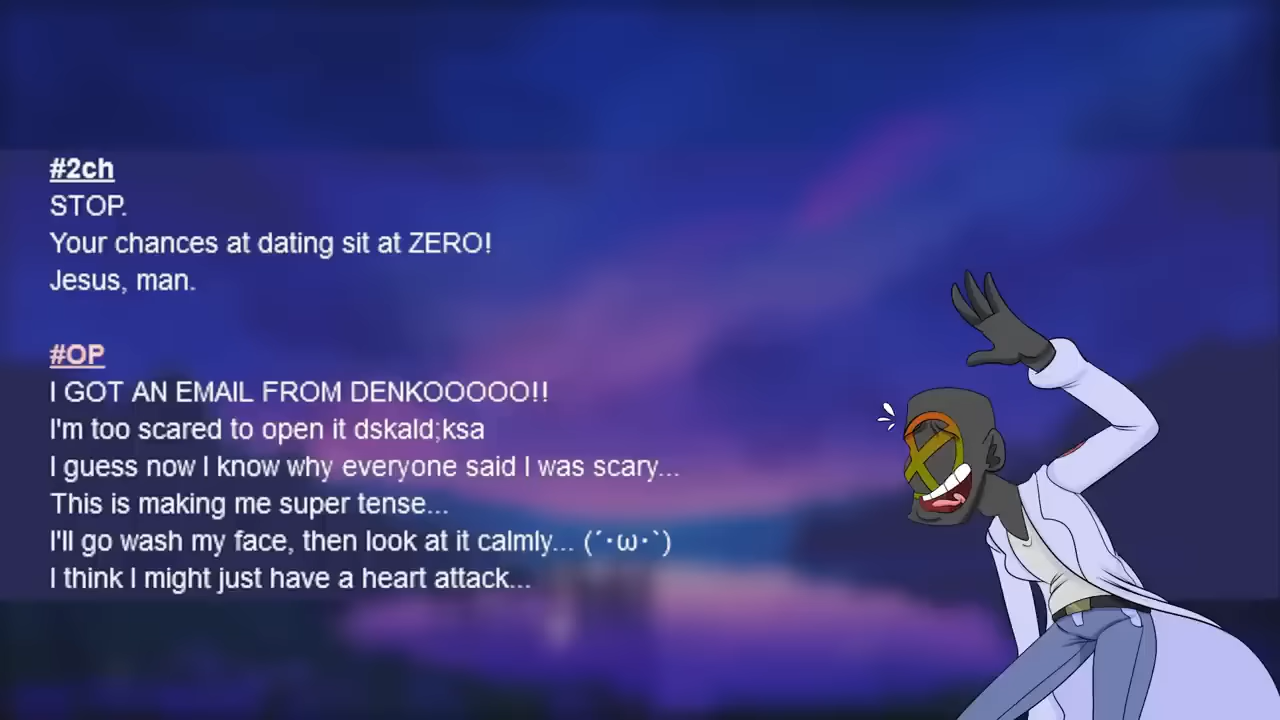 #2ch
STOP.
Your chances at dating sit at ZERO!
Jesus, man.
#OP
I GOT AN EMAIL FROM DENKOOOOO!!
I'm too scared to open it dskald;ksa
I guess now I know why everyone said I was scary...
This is making me super tense...
I'll go wash my face, then look at it calmly... (´･ω･`)
I think I might just have a heart attack...